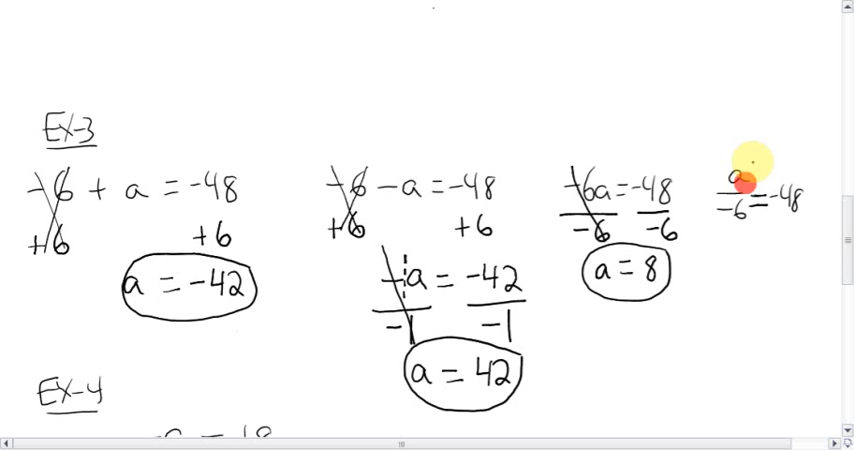 Ex-3
-6 + a = -48
+6 +6
a = -42
-6 - a = -48
+6 +6
-a = -42
-1 -1
a = 42
-6a = -48
-6 -6
a = 8
a
-6 = -48
Ex-4